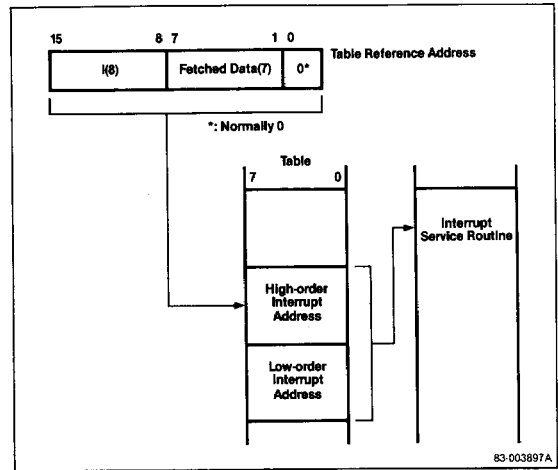 15 8 7 1 0
Table Reference Address
I(8) Fetched Data(7) 0*
*: Normally 0
Table
7 0
Interrupt
Service Routine
High-order
Interrupt
Address
Low-order
Interrupt
Address
83-003897A